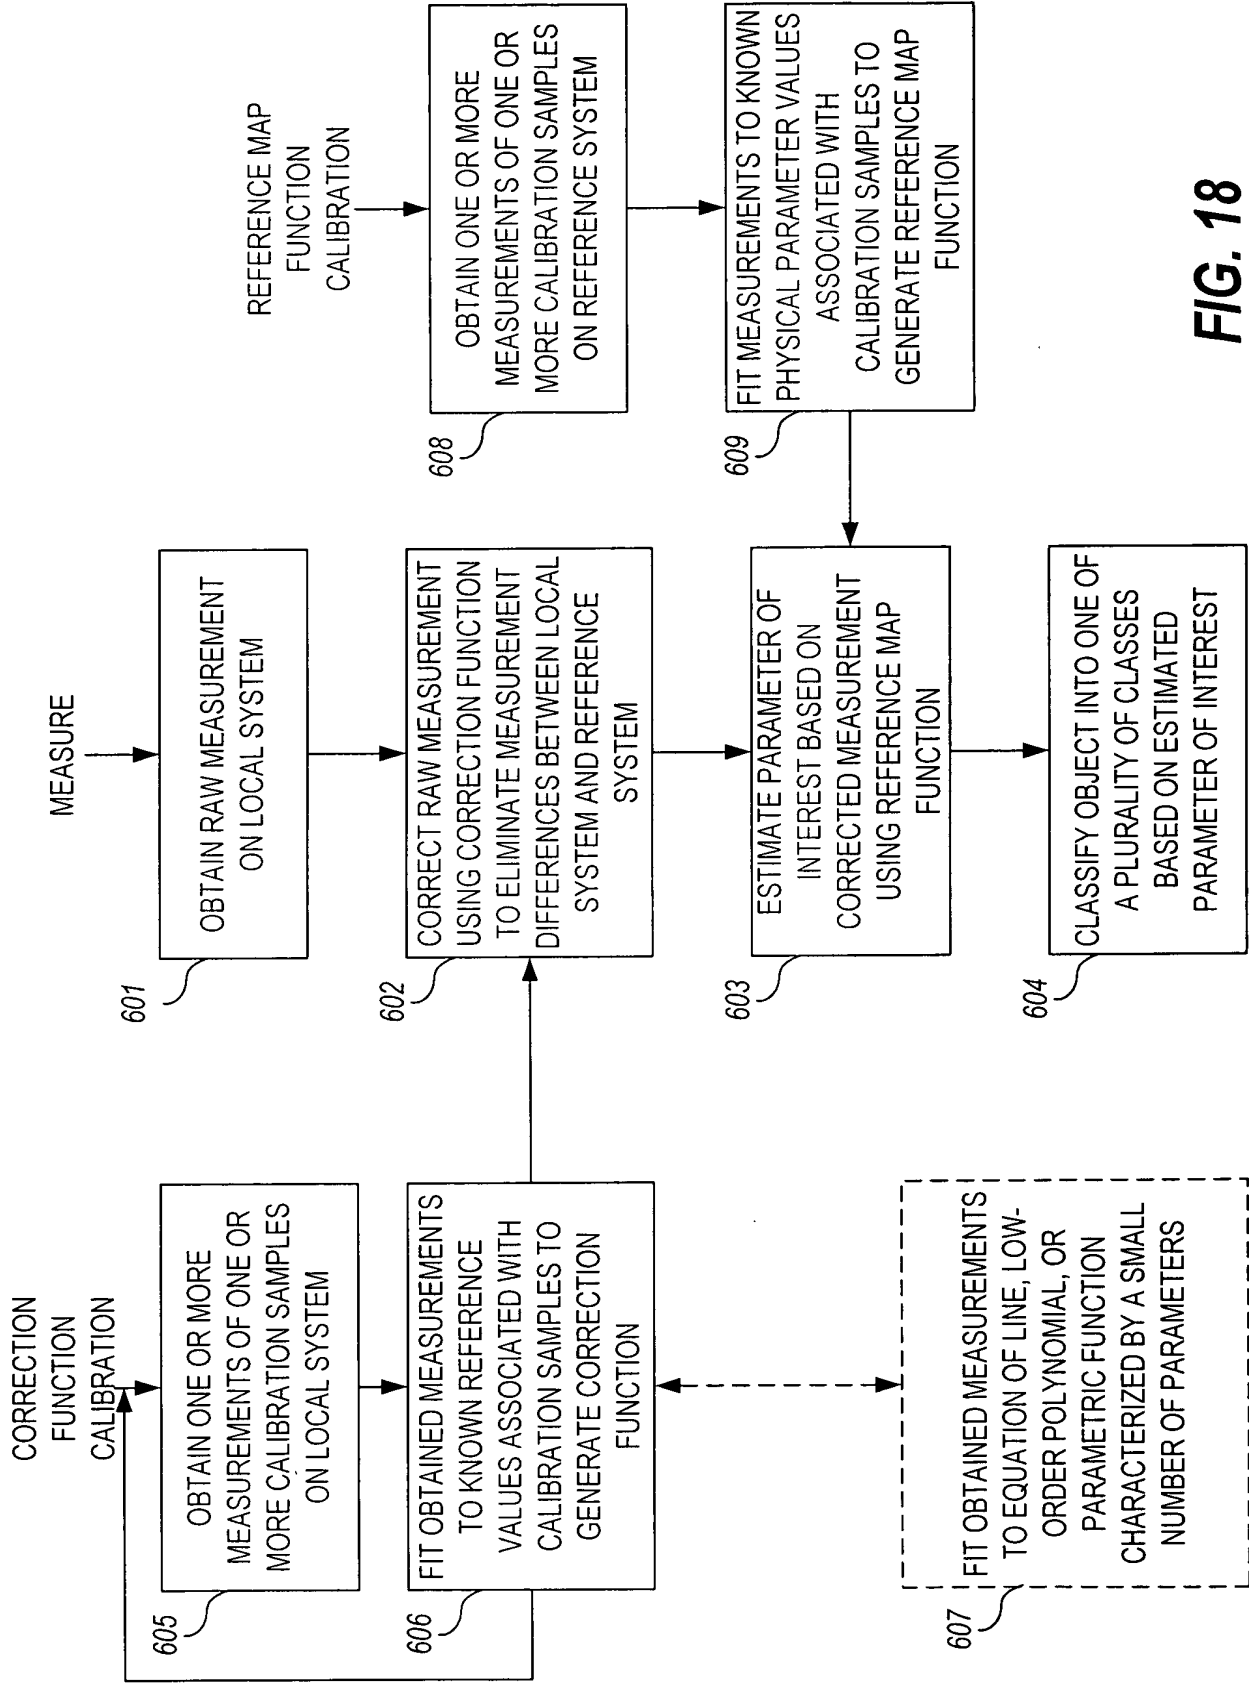 CORRECTION
FUNCTION
CALIBRATION
605
OBTAIN ONE OR MORE
MEASUREMENTS OF ONE OR
MORE CALIBRATION SAMPLES
ON LOCAL SYSTEM
606
FIT OBTAINED MEASUREMENTS
TO KNOWN REFERENCE
VALUES ASSOCIATED WITH
CALIBRATION SAMPLES TO
GENERATE CORRECTION
FUNCTION
607
FIT OBTAINED MEASUREMENTS
TO EQUATION OF LINE, LOW-
ORDER POLYNOMIAL, OR
PARAMETRIC FUNCTION
CHARACTERIZED BY A SMALL
NUMBER OF PARAMETERS
MEASURE
601
OBTAIN RAW MEASUREMENT
ON LOCAL SYSTEM
602
CORRECT RAW MEASUREMENT
USING CORRECTION FUNCTION
TO ELIMINATE MEASUREMENT
DIFFERENCES BETWEEN LOCAL
SYSTEM AND REFERENCE
SYSTEM
603
ESTIMATE PARAMETER OF
INTEREST BASED ON
CORRECTED MEASUREMENT
USING REFERENCE MAP
FUNCTION
604
CLASSIFY OBJECT INTO ONE OF
A PLURALITY OF CLASSES
BASED ON ESTIMATED
PARAMETER OF INTEREST
REFERENCE MAP
FUNCTION
CALIBRATION
608
OBTAIN ONE OR MORE
MEASUREMENTS OF ONE OR
MORE CALIBRATION SAMPLES
ON REFERENCE SYSTEM
609
FIT MEASUREMENTS TO KNOWN
PHYSICAL PARAMETER VALUES
ASSOCIATED WITH
CALIBRATION SAMPLES TO
GENERATE REFERENCE MAP
FUNCTION
FIG. 18